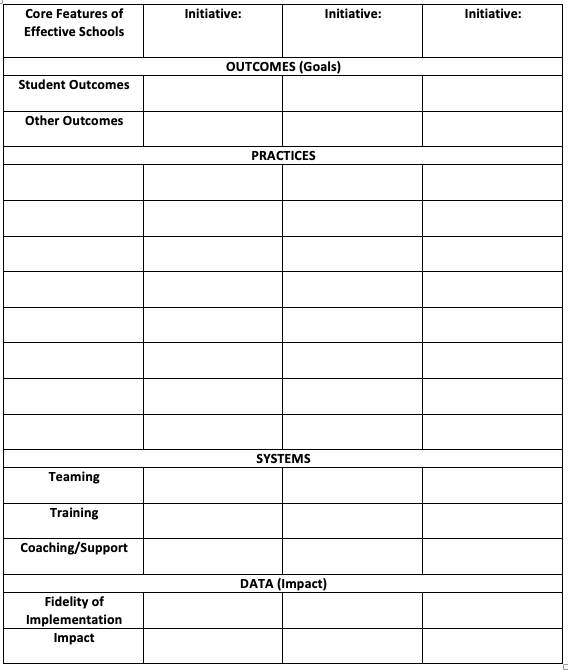 Core Features of Initiative: Initiative: Initiative:
Effective Schools
OUTCOMES (Goals)
Student Outcomes
Other Outcomes
PRACTICES
SYSTEMS
Teaming
Training
Coaching/Support
DATA (Impact)
Fidelity of
Implementation
Impact